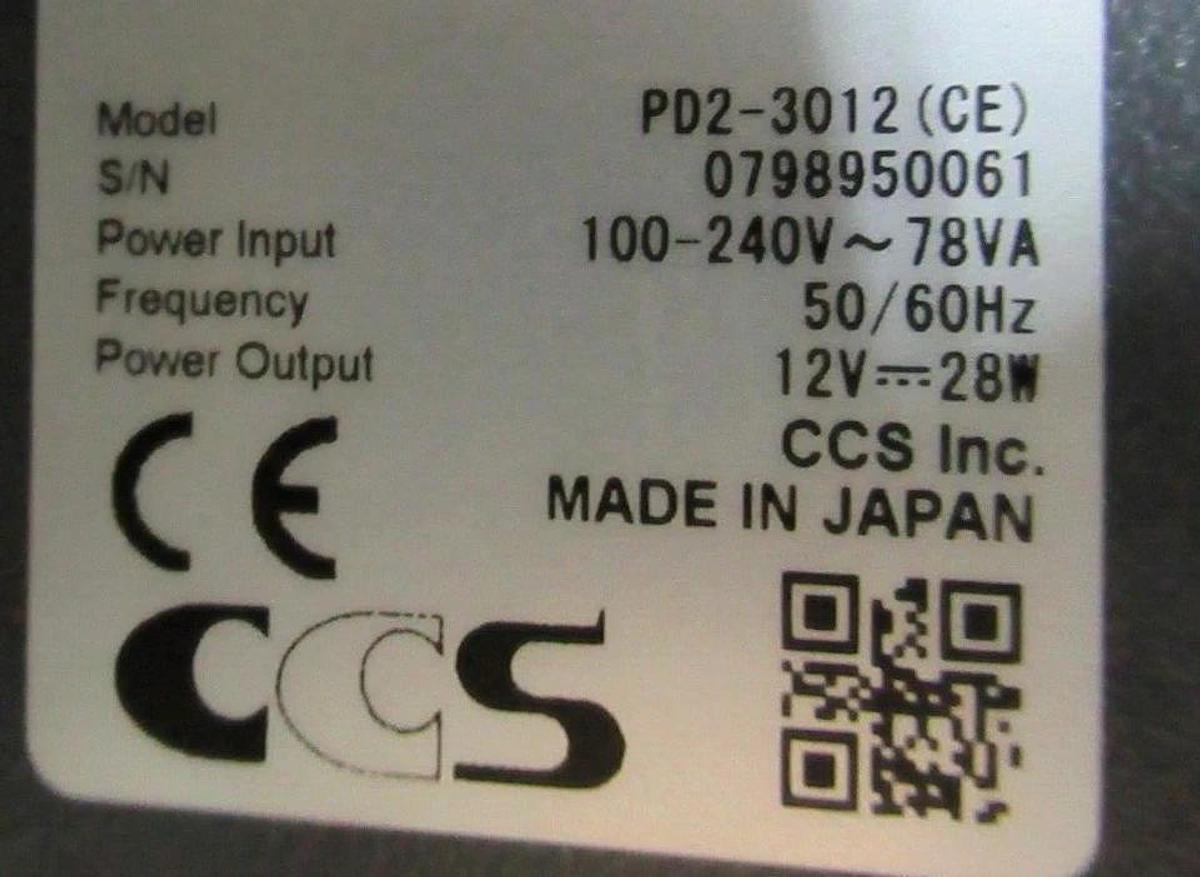 Model PD2-3012(CE)
S/N 0798950061
Power Input 100-240V～78VA
Frequency 50/60Hz
Power Output 12V⎓28W
CCS Inc.
MADE IN JAPAN
CE
CCS